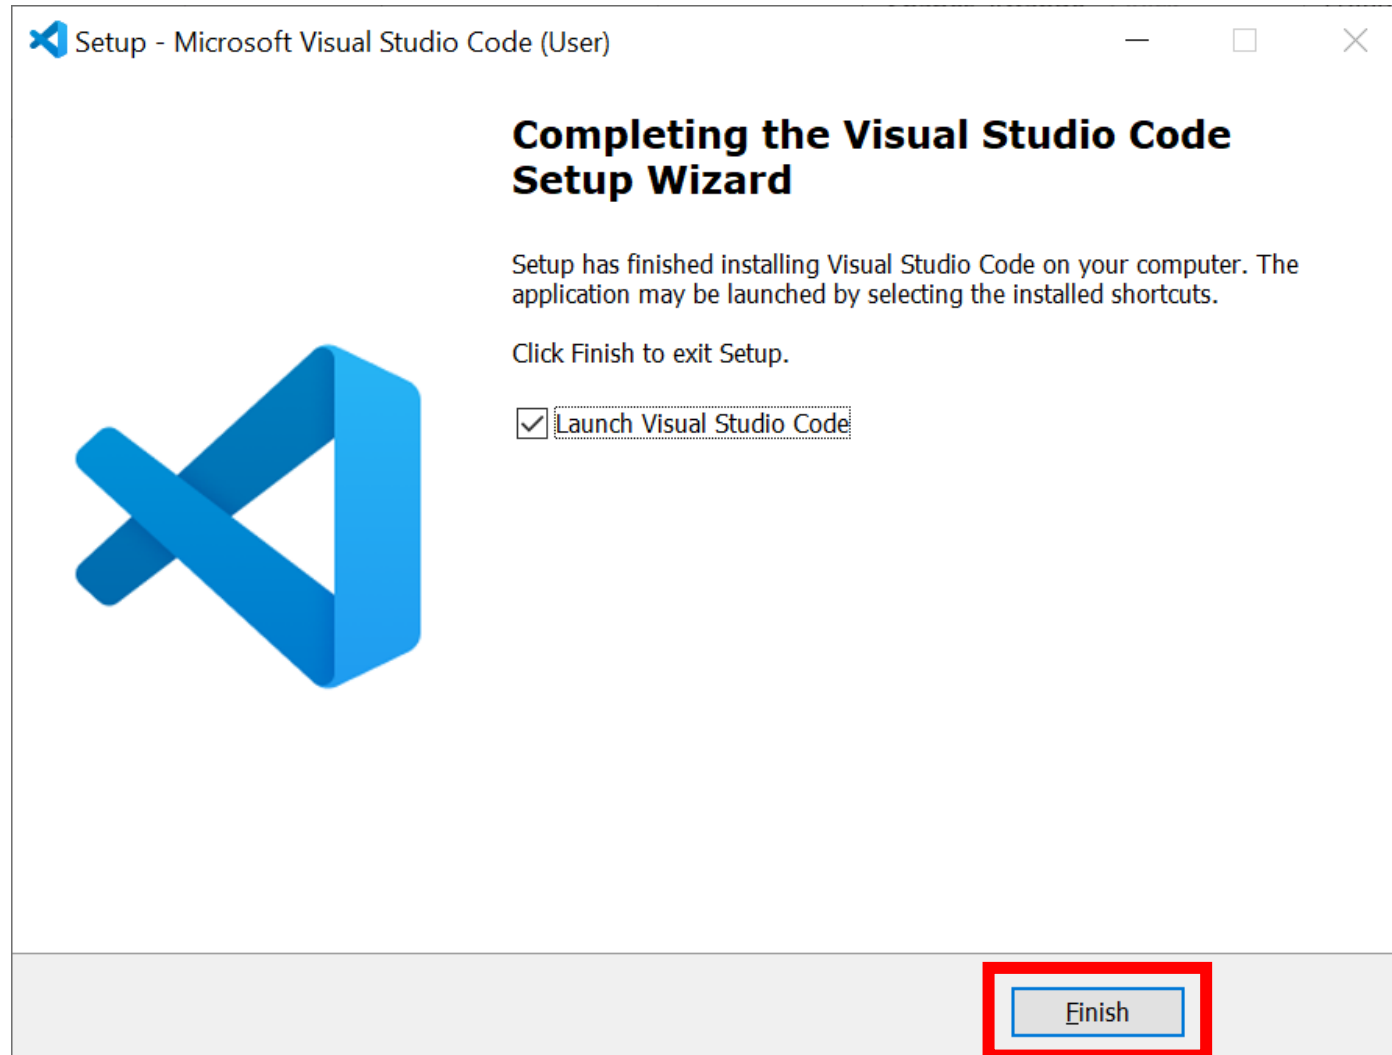 Setup - Microsoft Visual Studio Code (User)
Completing the Visual Studio Code
Setup Wizard
Setup has finished installing Visual Studio Code on your computer. The
application may be launched by selecting the installed shortcuts.
Click Finish to exit Setup.
Launch Visual Studio Code
Finish